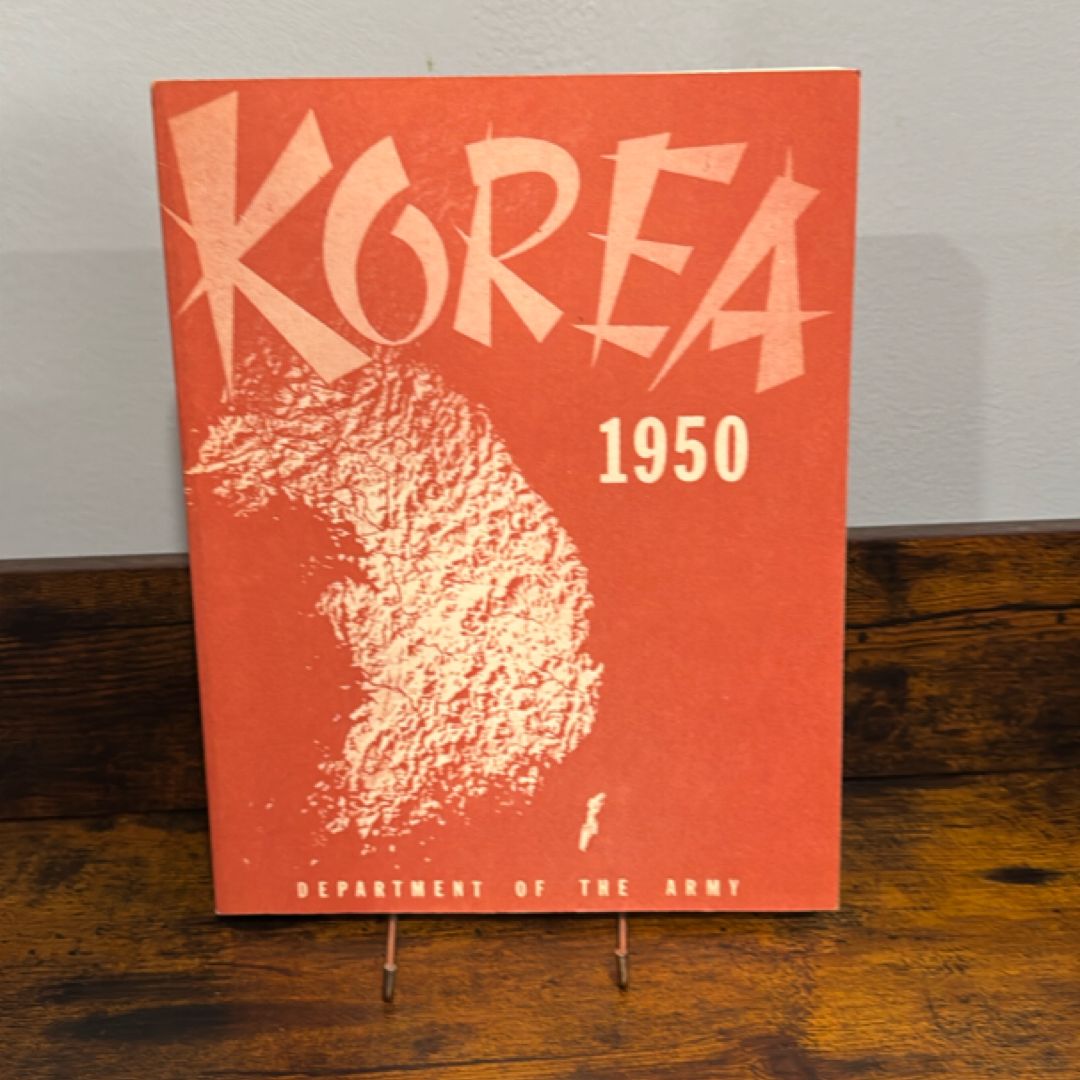 KOREA
1950
DEPARTMENT OF THE ARMY